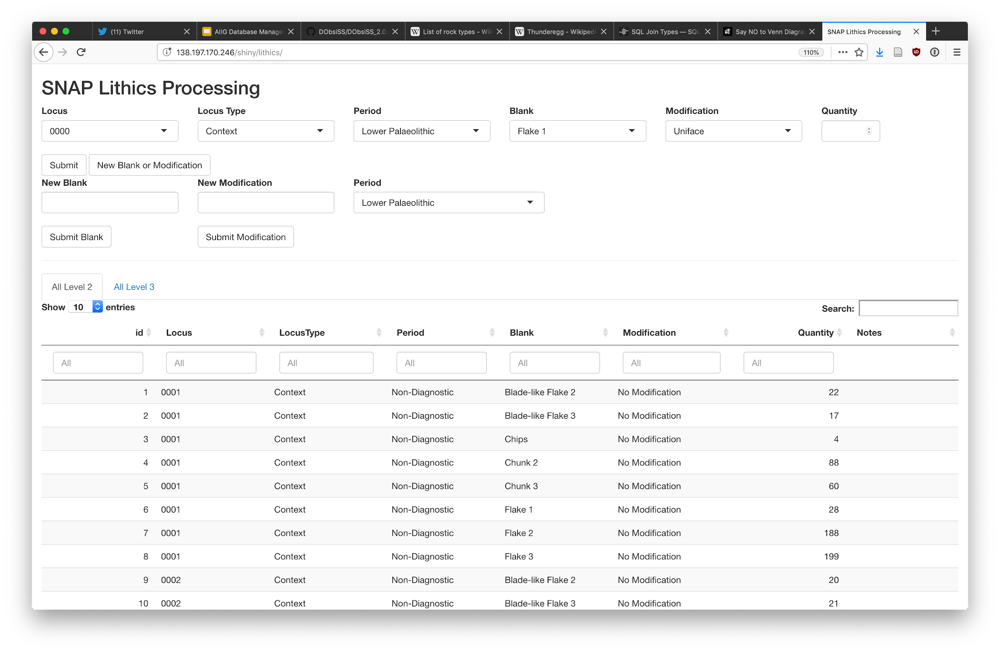 (11) Twitter AIIG Database Manage DObsiSS/DObsiSS_2.0. List of rock types - Wik Thunderegg - Wikipedi SQL Join Types — SQL Say NO to Venn Diagra SNAP Lithics Processing
138.197.170.246/shiny/lithics/ 110%
SNAP Lithics Processing
Locus Locus Type Period Blank Modification Quantity
0000 Context Lower Palaeolithic Flake 1 Uniface
Submit New Blank or Modification
New Blank New Modification Period
Lower Palaeolithic
Submit Blank Submit Modification
All Level 2 All Level 3
Show 10 entries Search:
id Locus LocusType Period Blank Modification Quantity Notes
All All All All All All All
1 0001 Context Non-Diagnostic Blade-like Flake 2 No Modification 22
2 0001 Context Non-Diagnostic Blade-like Flake 3 No Modification 17
3 0001 Context Non-Diagnostic Chips No Modification 4
4 0001 Context Non-Diagnostic Chunk 2 No Modification 88
5 0001 Context Non-Diagnostic Chunk 3 No Modification 60
6 0001 Context Non-Diagnostic Flake 1 No Modification 28
7 0001 Context Non-Diagnostic Flake 2 No Modification 188
8 0001 Context Non-Diagnostic Flake 3 No Modification 199
9 0002 Context Non-Diagnostic Blade-like Flake 2 No Modification 20
10 0002 Context Non-Diagnostic Blade-like Flake 3 No Modification 21